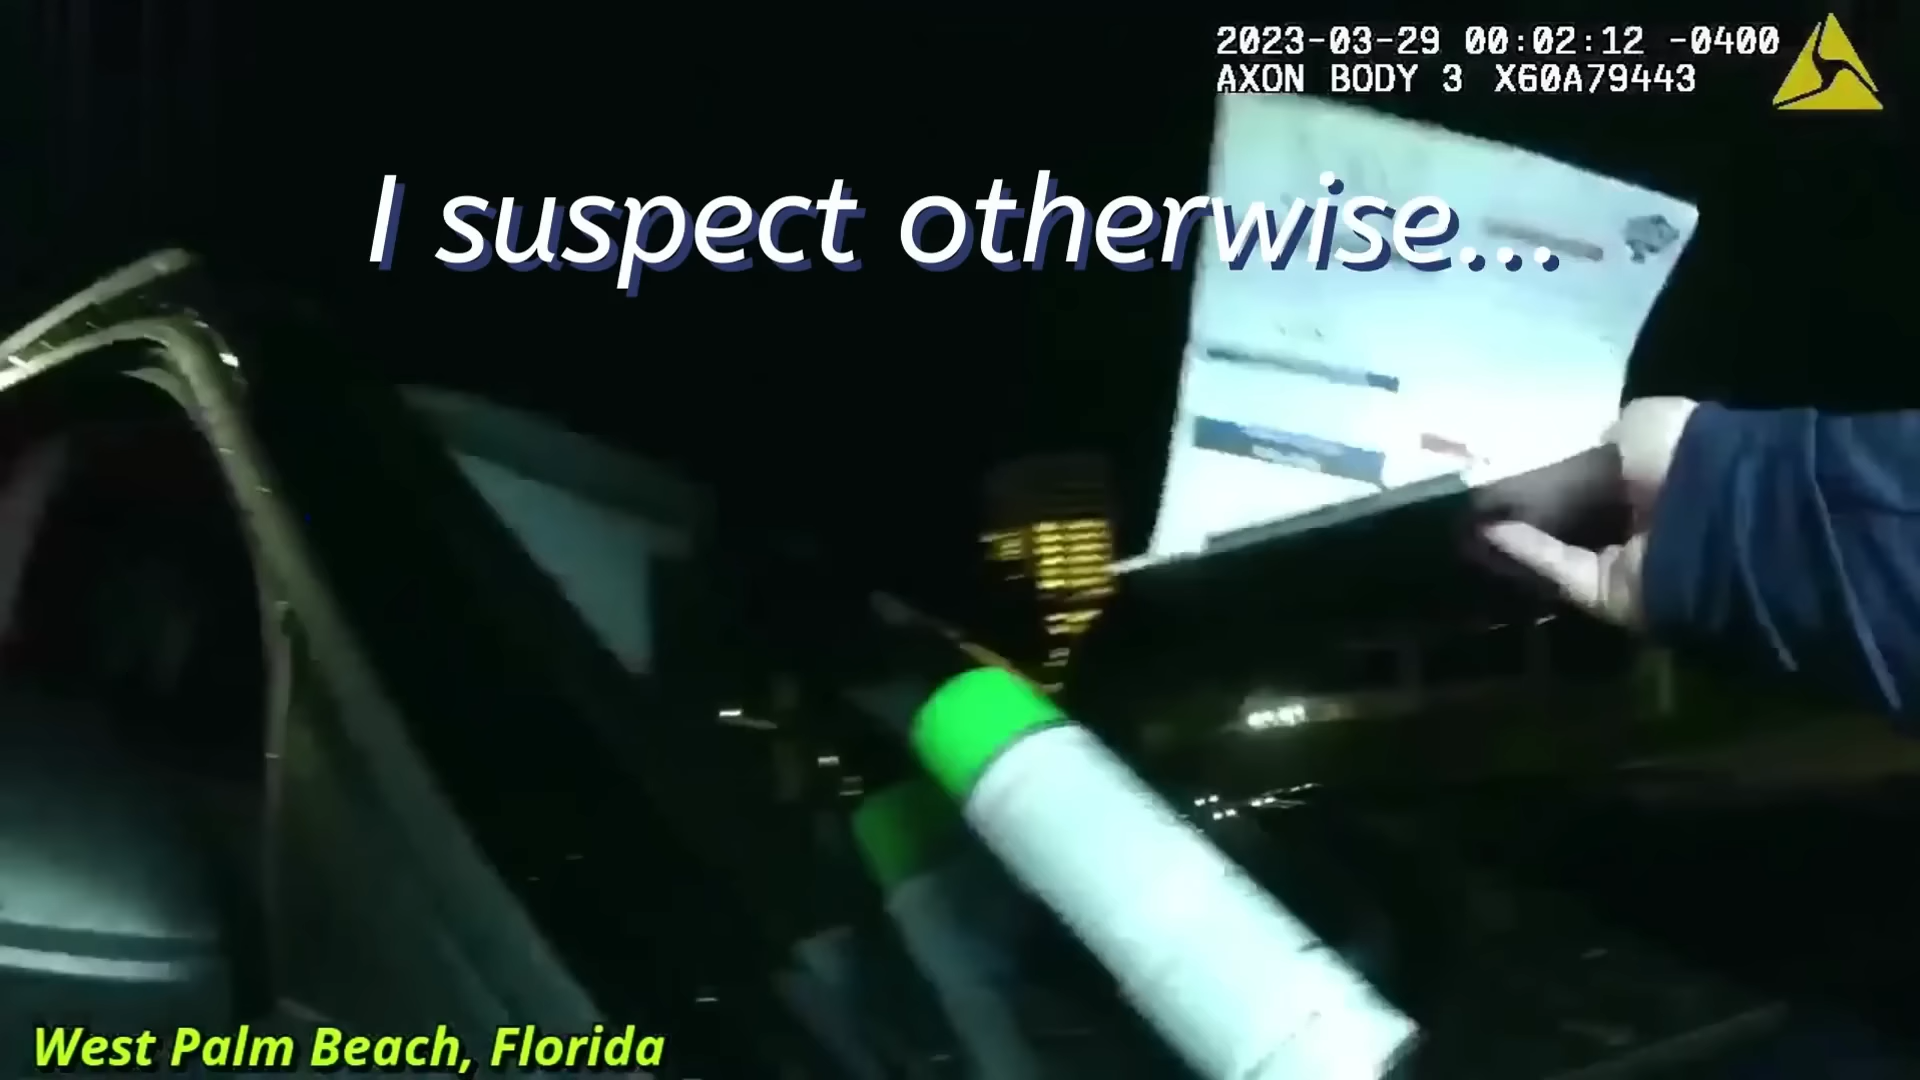 2023-03-29 00:02:12 -0400
AXON BODY 3 X60A79443
I suspect otherwise...
West Palm Beach, Florida